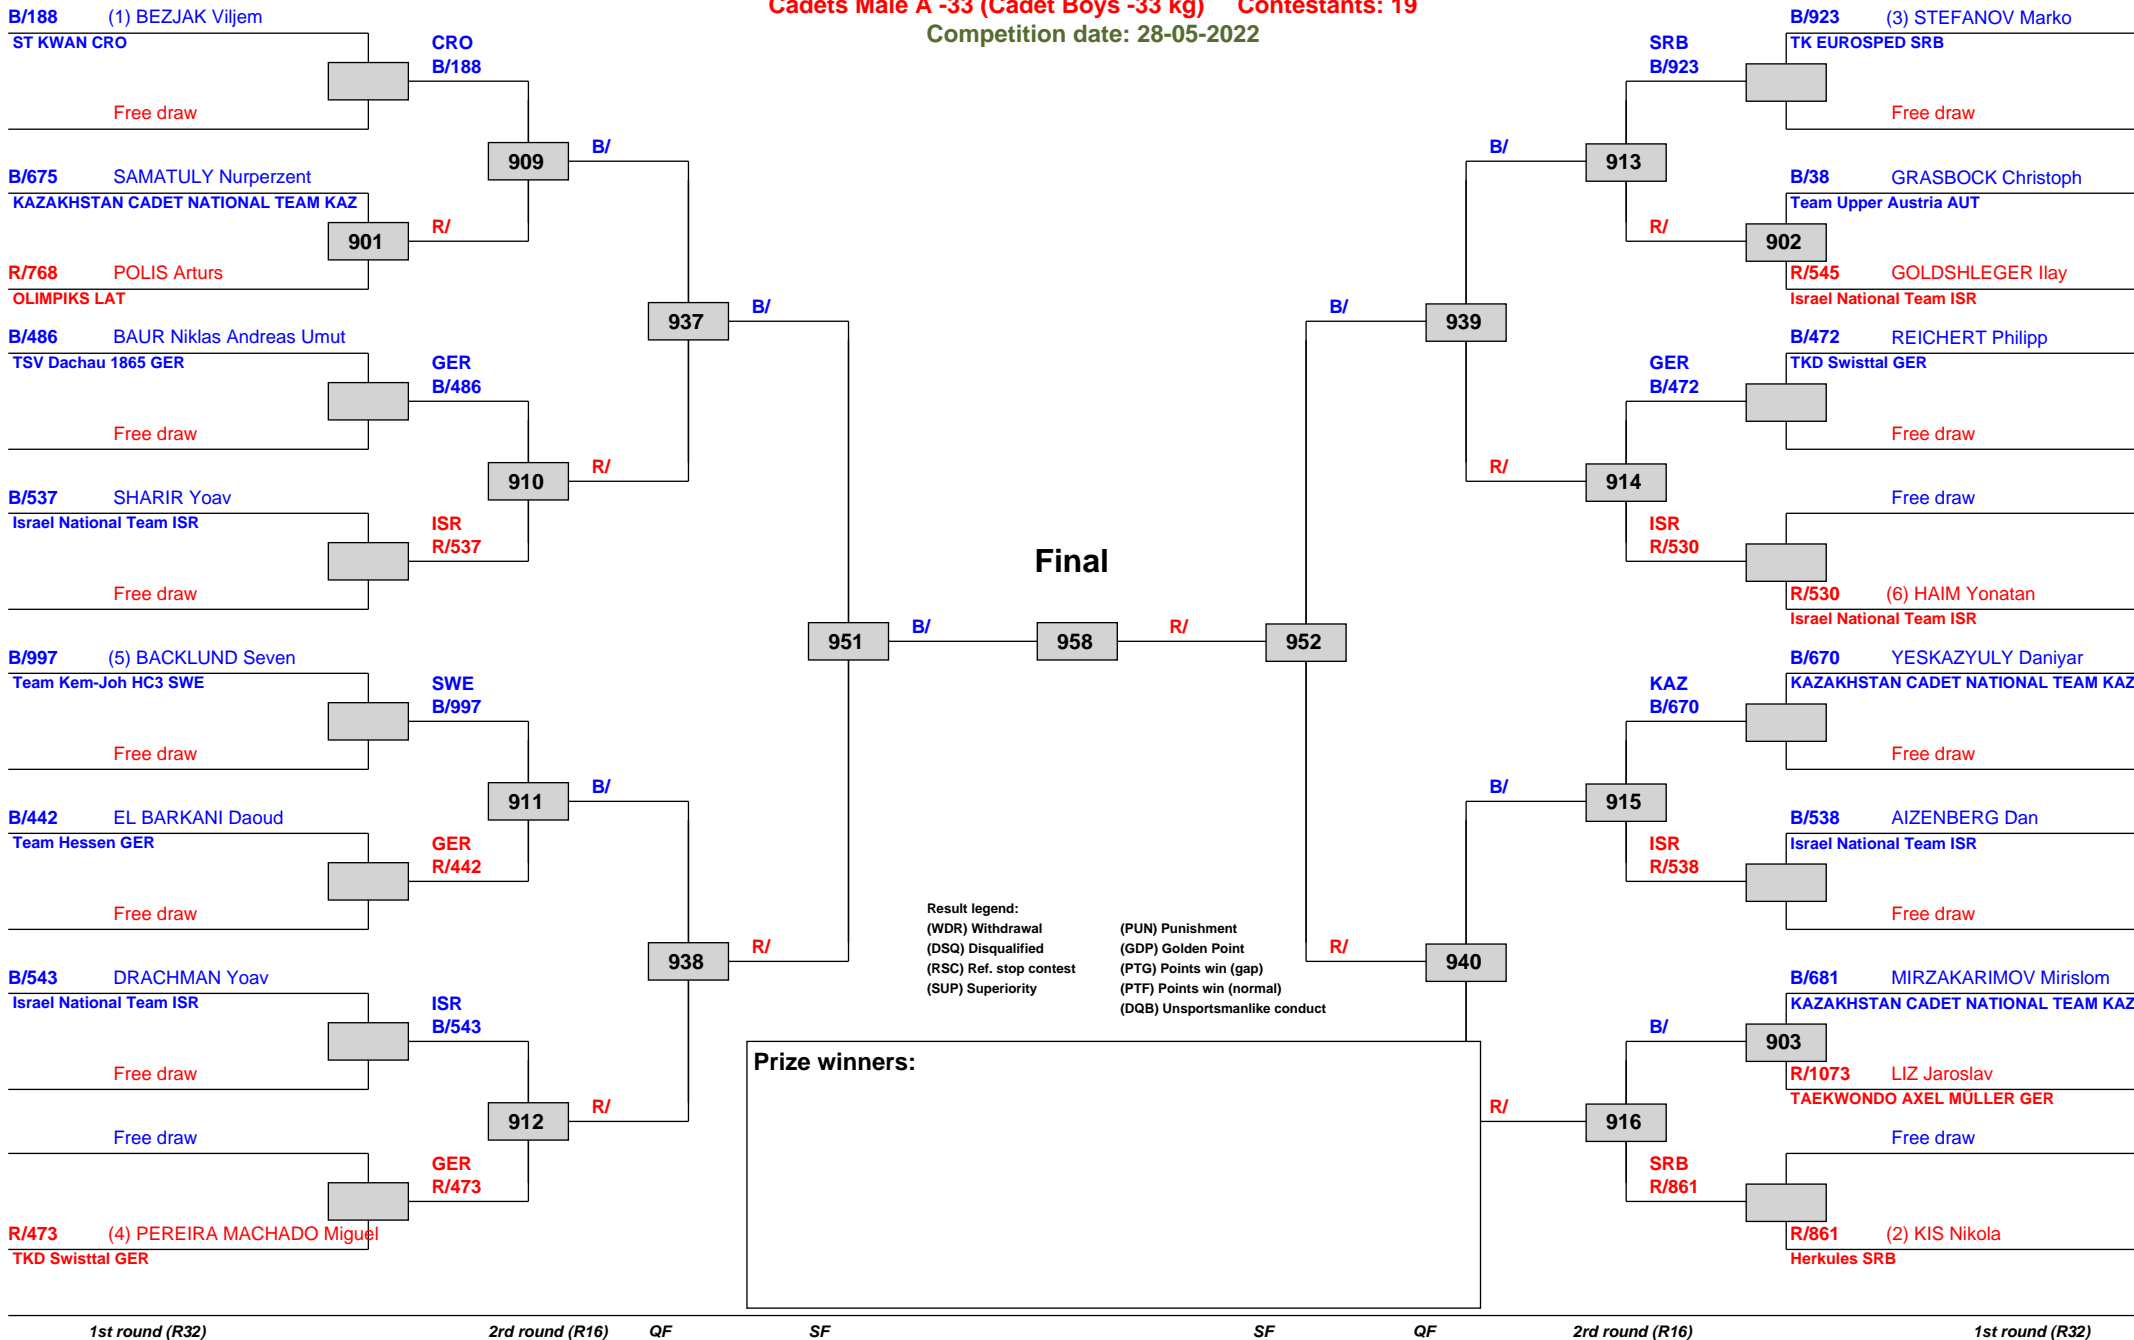 Cadets Male A -33 (Cadet Boys -33 kg) Contestants: 19
Competition date: 28-05-2022
B/188 (1) BEZJAK Viljem
ST KWAN CRO
CRO
B/188
Free draw
909
B/
B/675 SAMATULY Nurperzent
KAZAKHSTAN CADET NATIONAL TEAM KAZ
901
R/
R/768 POLIS Arturs
OLIMPIKS LAT
937
B/
B/486 BAUR Niklas Andreas Umut
TSV Dachau 1865 GER
GER
B/486
Free draw
910
R/
B/537 SHARIR Yoav
Israel National Team ISR
ISR
R/537
Free draw
951
B/
B/997 (5) BACKLUND Seven
Team Kem-Joh HC3 SWE
SWE
B/997
Free draw
911
B/
B/442 EL BARKANI Daoud
Team Hessen GER
GER
R/442
Free draw
938
R/
B/543 DRACHMAN Yoav
Israel National Team ISR
ISR
B/543
Free draw
912
R/
Free draw
GER
R/473
R/473 (4) PEREIRA MACHADO Miguel
TKD Swisttal GER
Final
958
R/
952
Result legend:
(WDR) Withdrawal
(DSQ) Disqualified
(RSC) Ref. stop contest
(SUP) Superiority
(PUN) Punishment
(GDP) Golden Point
(PTG) Points win (gap)
(PTF) Points win (normal)
(DQB) Unsportsmanlike conduct
Prize winners:
B/923 (3) STEFANOV Marko
TK EUROSPED SRB
SRB
B/923
Free draw
B/
913
B/38 GRASBOCK Christoph
Team Upper Austria AUT
R/
902
R/545 GOLDSHLEGER Ilay
Israel National Team ISR
B/
939
B/472 REICHERT Philipp
TKD Swisttal GER
GER
B/472
Free draw
R/
914
Free draw
ISR
R/530
R/530 (6) HAIM Yonatan
Israel National Team ISR
B/670 YESKAZYULY Daniyar
KAZAKHSTAN CADET NATIONAL TEAM KAZ
KAZ
B/670
Free draw
B/
915
B/538 AIZENBERG Dan
Israel National Team ISR
ISR
R/538
Free draw
R/
940
B/681 MIRZAKARIMOV Mirislom
KAZAKHSTAN CADET NATIONAL TEAM KAZ
B/
903
R/1073 LIZ Jaroslav
TAEKWONDO AXEL MÜLLER GER
R/
916
Free draw
SRB
R/861
R/861 (2) KIS Nikola
Herkules SRB
1st round (R32) 2rd round (R16) QF SF SF QF 2rd round (R16) 1st round (R32)